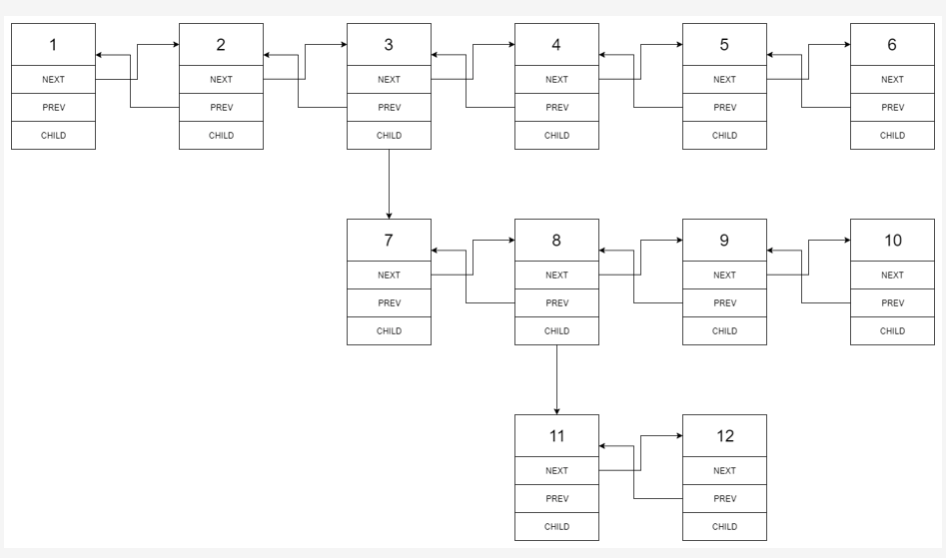 1 2 3 4 5 6
NEXT NEXT NEXT NEXT NEXT NEXT
PREV PREV PREV PREV PREV PREV
CHILD CHILD CHILD CHILD CHILD CHILD
7 8 9 10
NEXT NEXT NEXT NEXT
PREV PREV PREV PREV
CHILD CHILD CHILD CHILD
11 12
NEXT NEXT
PREV PREV
CHILD CHILD